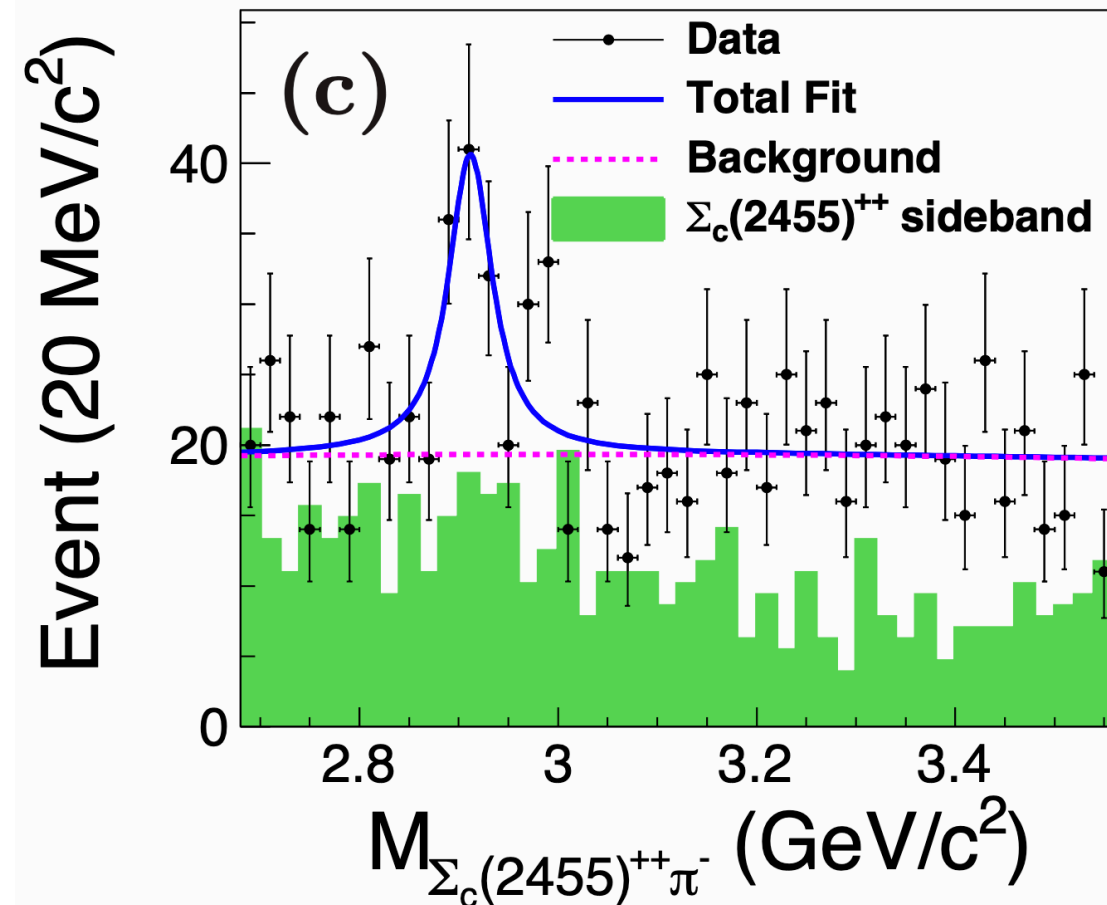 (c)
Data
Total Fit
Background
Σc(2455)++ sideband
Event (20 MeV/c2)
40
20
0
2.8 3 3.2 3.4
MΣc(2455)++π- (GeV/c2)